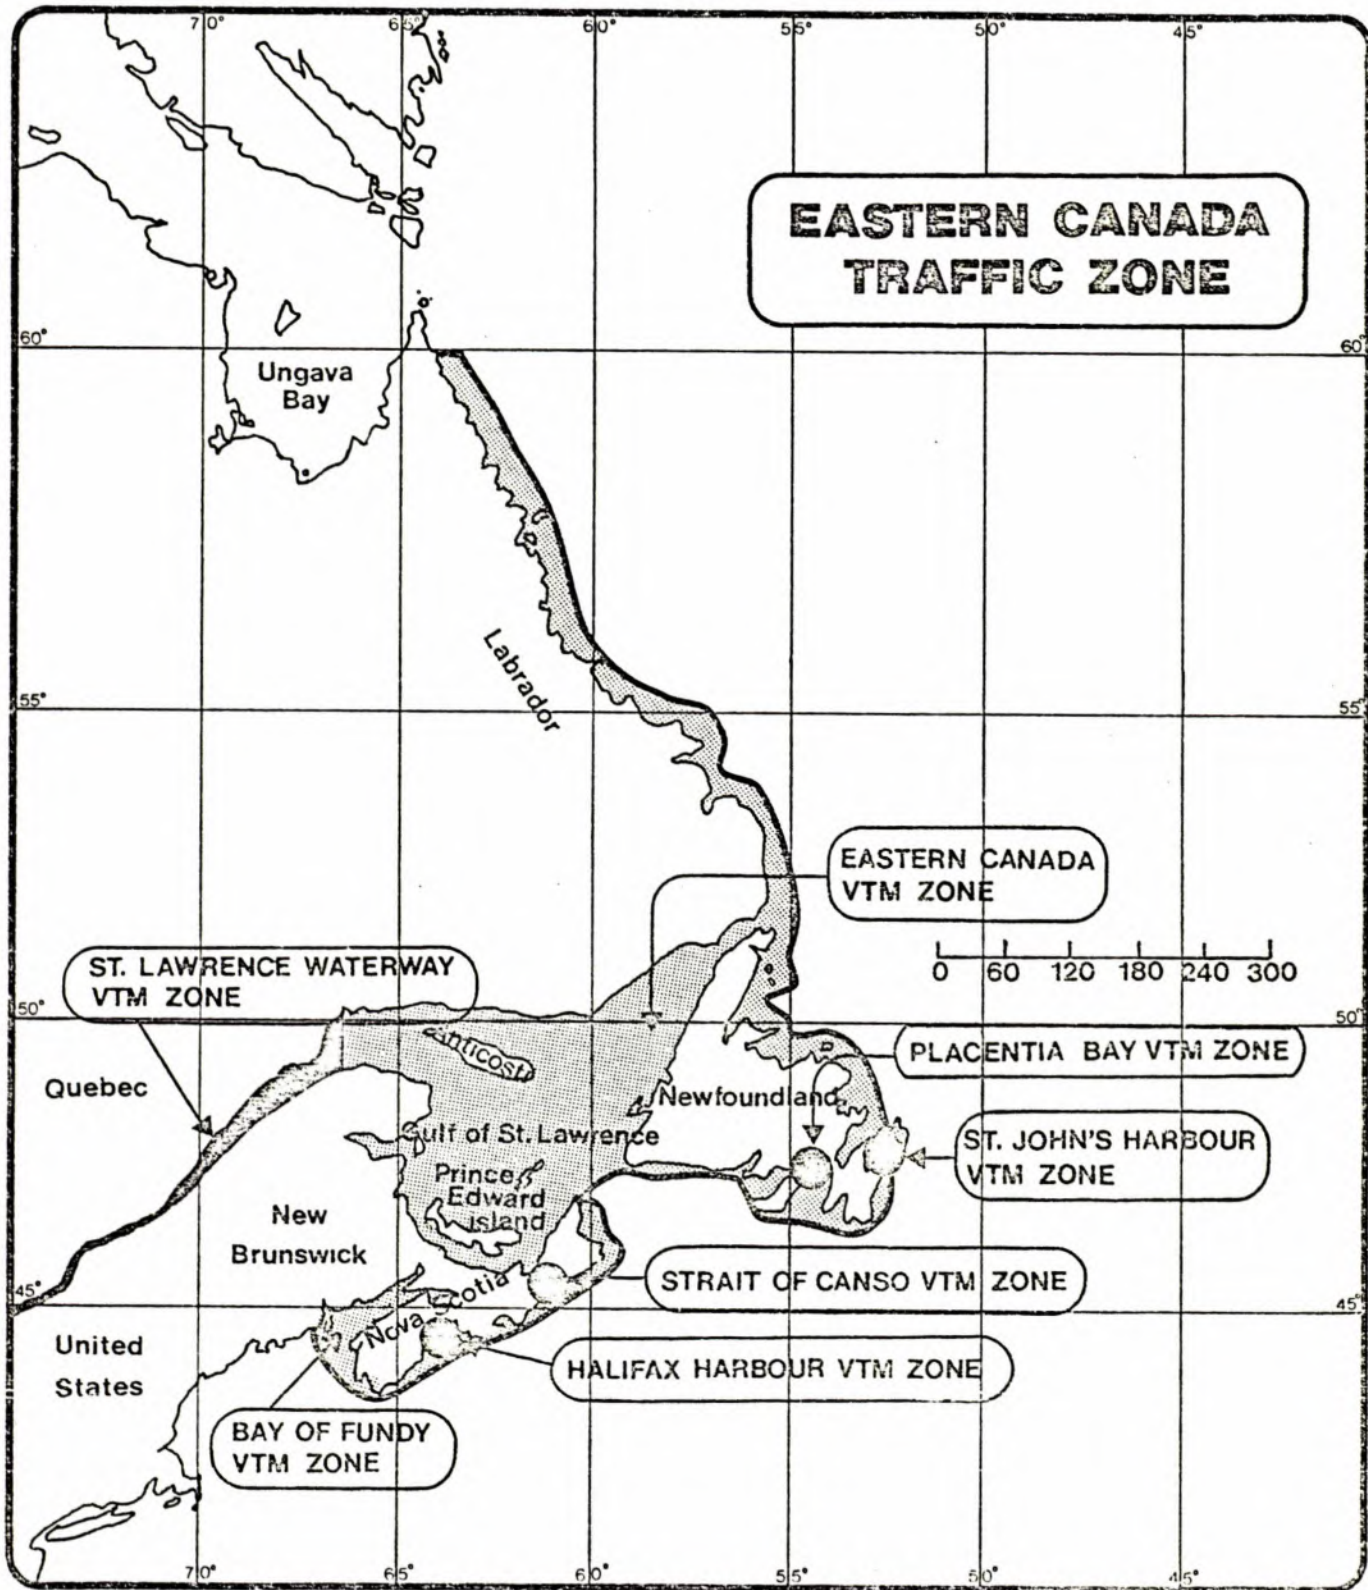 70° 65° 60° 55° 50° 45°
EASTERN CANADA
TRAFFIC ZONE
60° 60°
Ungava
Bay
Labrador
55° 55°
EASTERN CANADA
VTM ZONE
ST. LAWRENCE WATERWAY
VTM ZONE
0 60 120 180 240 300
50° 50°
Anticosti
PLACENTIA BAY VTM ZONE
Quebec
Newfoundland
Gulf of St. Lawrence
ST. JOHN'S HARBOUR
VTM ZONE
Prince
Edward
Island
New
Brunswick
STRAIT OF CANSO VTM ZONE
45° 45°
Nova Scotia
United
States
HALIFAX HARBOUR VTM ZONE
BAY OF FUNDY
VTM ZONE
70° 65° 60° 55° 50° 45°